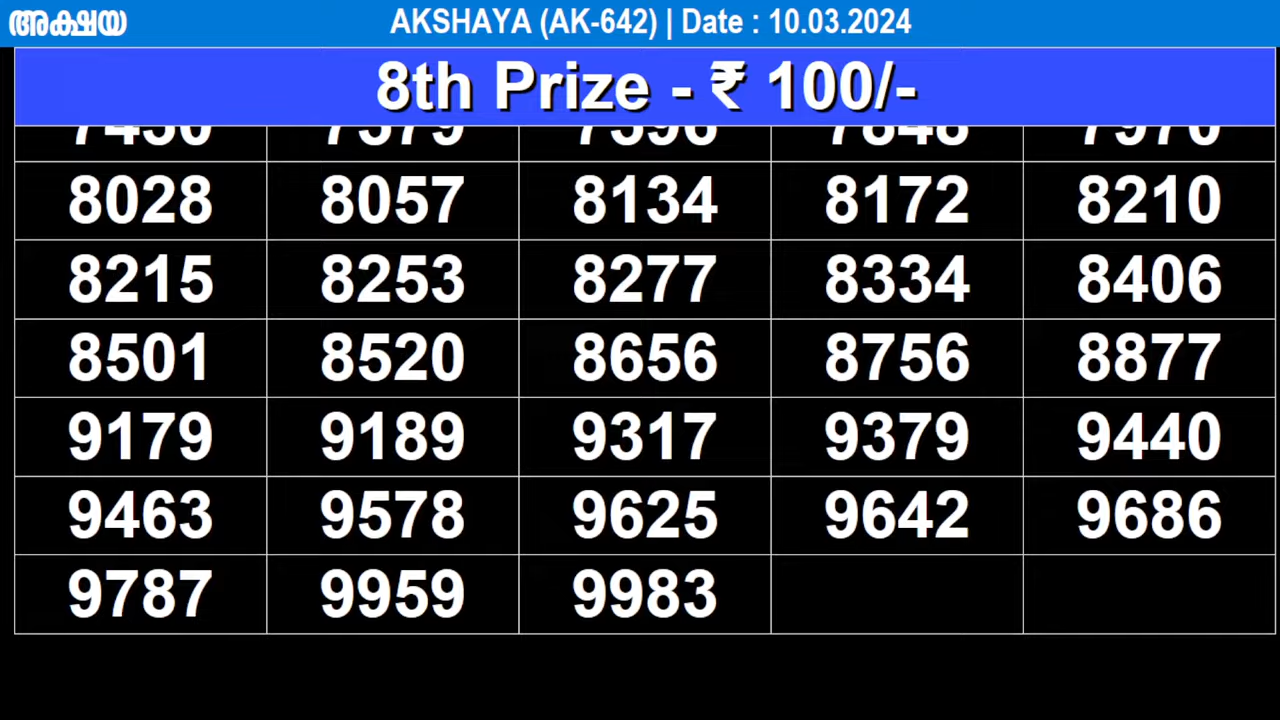 അക്ഷയ AKSHAYA (AK-642) | Date : 10.03.2024
8th Prize - ₹ 100/-
8028 8057 8134 8172 8210
8215 8253 8277 8334 8406
8501 8520 8656 8756 8877
9179 9189 9317 9379 9440
9463 9578 9625 9642 9686
9787 9959 9983